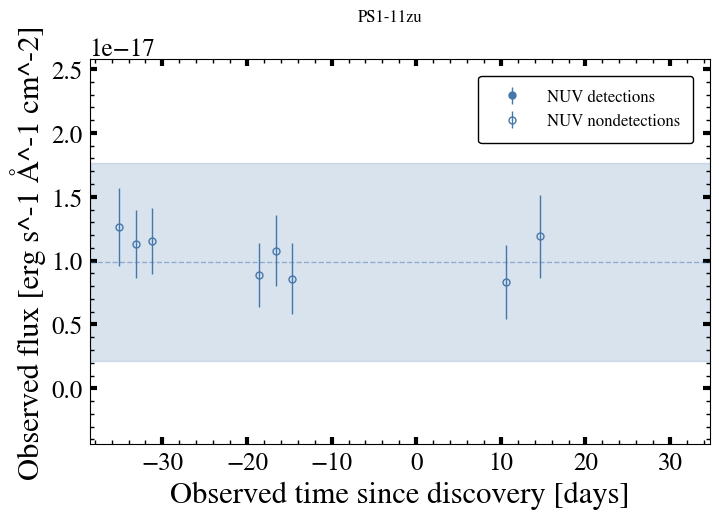 PS1-11zu
1e−17
NUV detections
NUV nondetections
2.5
2.0
1.5
1.0
0.5
0.0
Observed flux [erg s^-1 Å^-1 cm^-2]
−30
−20
−10
0
10
20
30
Observed time since discovery [days]